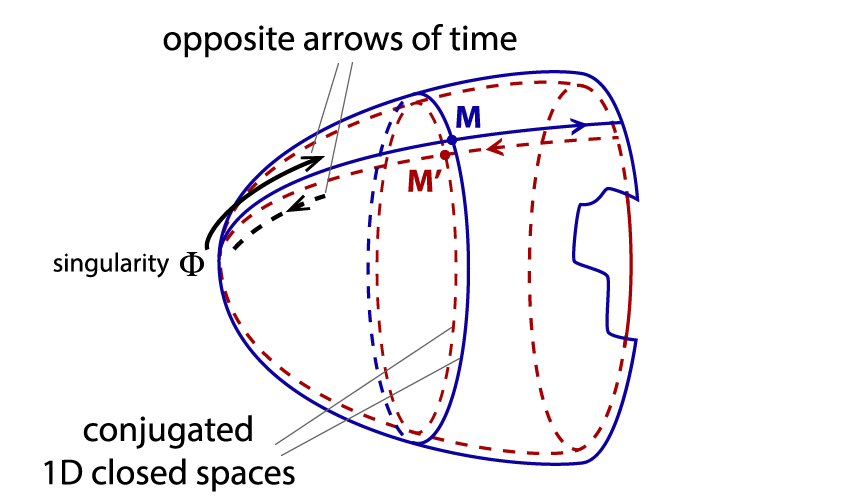 opposite arrows of time
M
M′
singularity Φ
conjugated
1D closed spaces